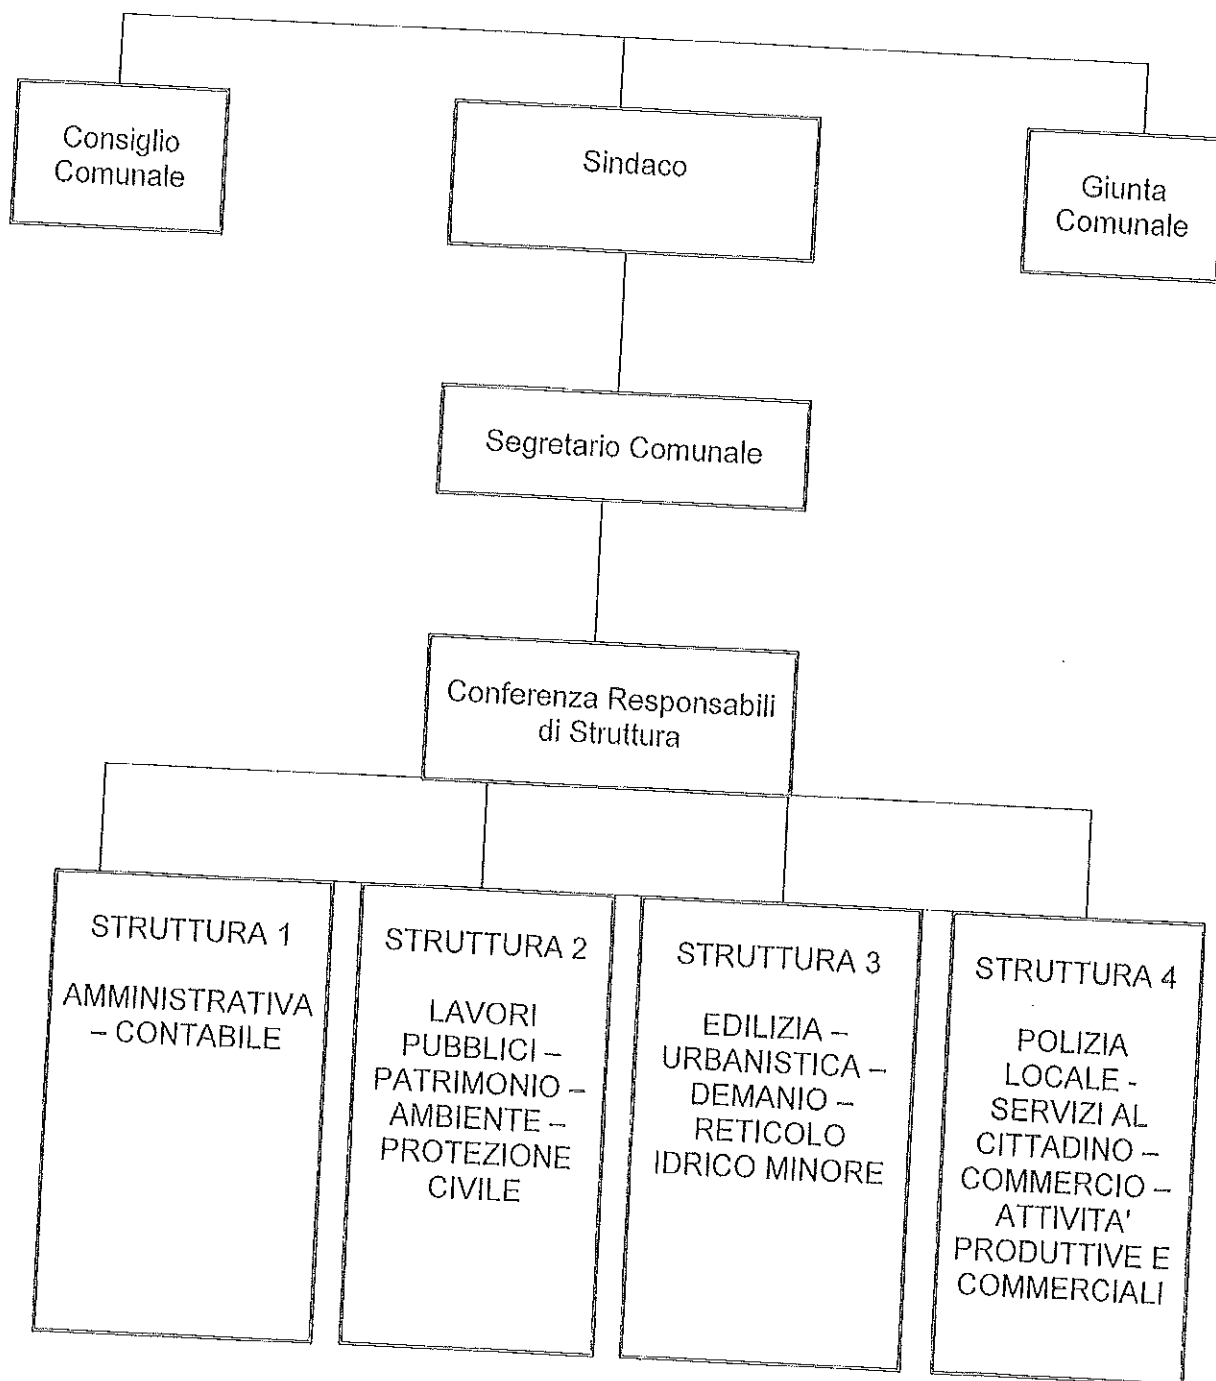 Consiglio
Comunale
Sindaco
Giunta
Comunale
Segretario Comunale
Conferenza Responsabili
di Struttura
STRUTTURA 1
AMMINISTRATIVA
– CONTABILE
STRUTTURA 2
LAVORI
PUBBLICI –
PATRIMONIO –
AMBIENTE –
PROTEZIONE
CIVILE
STRUTTURA 3
EDILIZIA –
URBANISTICA –
DEMANIO –
RETICOLO
IDRICO MINORE
STRUTTURA 4
POLIZIA
LOCALE -
SERVIZI AL
CITTADINO –
COMMERCIO –
ATTIVITA'
PRODUTTIVE E
COMMERCIALI